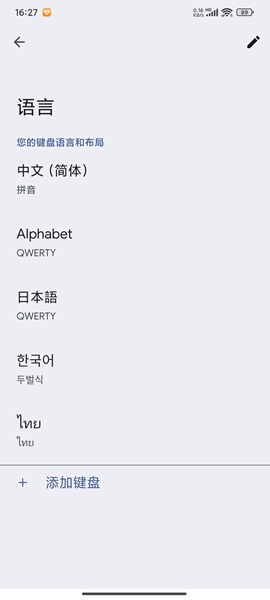 16:27
0.16 KB/s HD 89
语言
您的键盘语言和布局
中文 (简体)
拼音
Alphabet
QWERTY
日本語
QWERTY
한국어
두벌식
ไทย
ไทย
+ 添加键盘